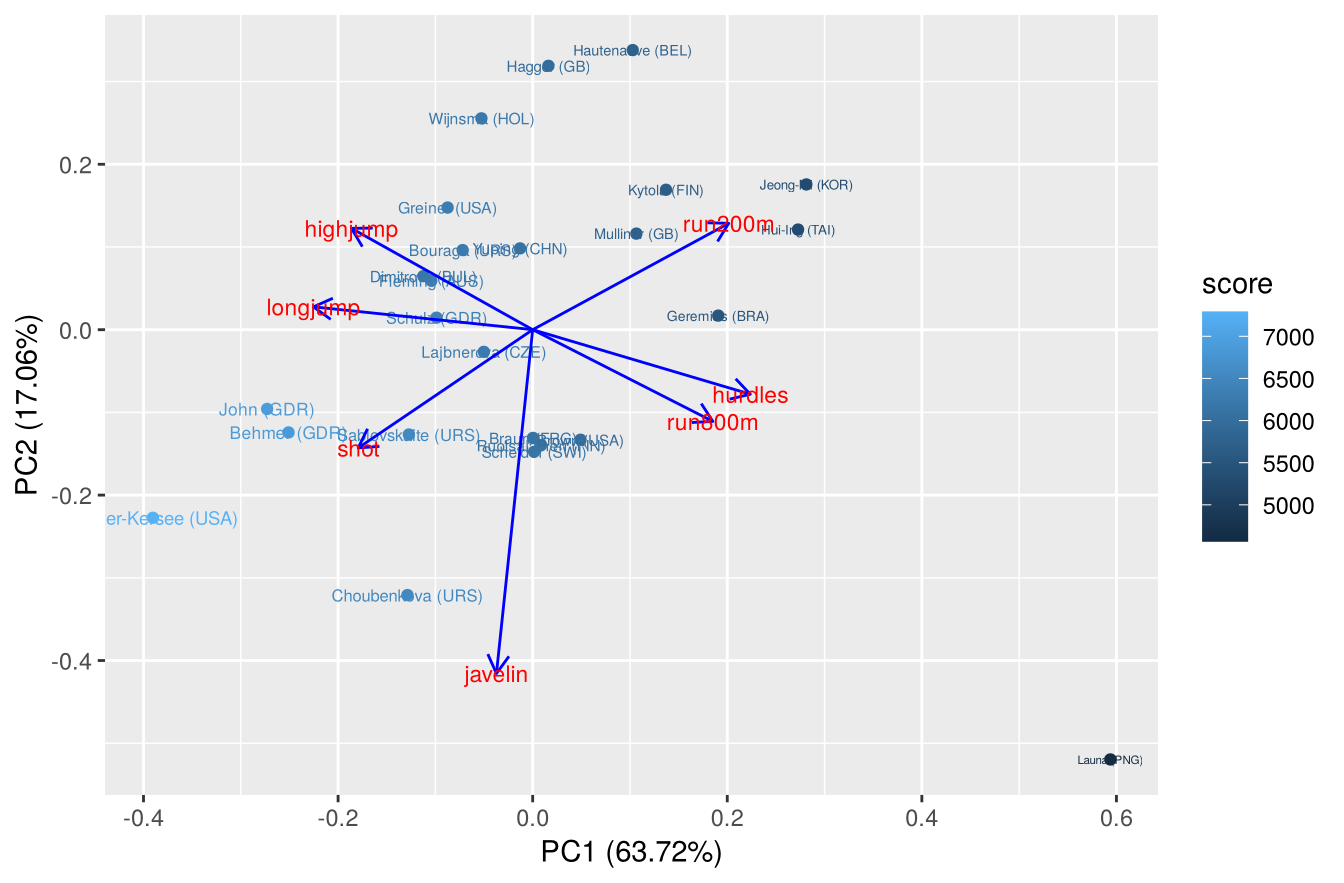 Hautenauve (BEL)
Haggar (GB)
Wijnsma (HOL)
0.2
Kytola (FIN)
Jeong-Mi (KOR)
Greiner (USA)
highjump
run200m
Mulliner (GB)
Hui-Ing (TAI)
Bouraga (URS)
Yuping (CHN)
Dimitrova (BUL)
Fleming (AUS)
longjump
Schulz (GDR)
Geremias (BRA)
0.0
Lajbnerova (CZE)
hurdles
John (GDR)
run800m
Behmer (GDR)
Sablovskaite (URS)
Braun (FRG)
Brown (USA)
Ruotsalainen (FIN)
Scheider (SWI)
shot
-0.2
er-Kersee (USA)
Choubenkova (URS)
-0.4
javelin
Launa (PNG)
-0.4
-0.2
0.0
0.2
0.4
0.6
PC1 (63.72%)
PC2 (17.06%)
score
7000
6500
6000
5500
5000